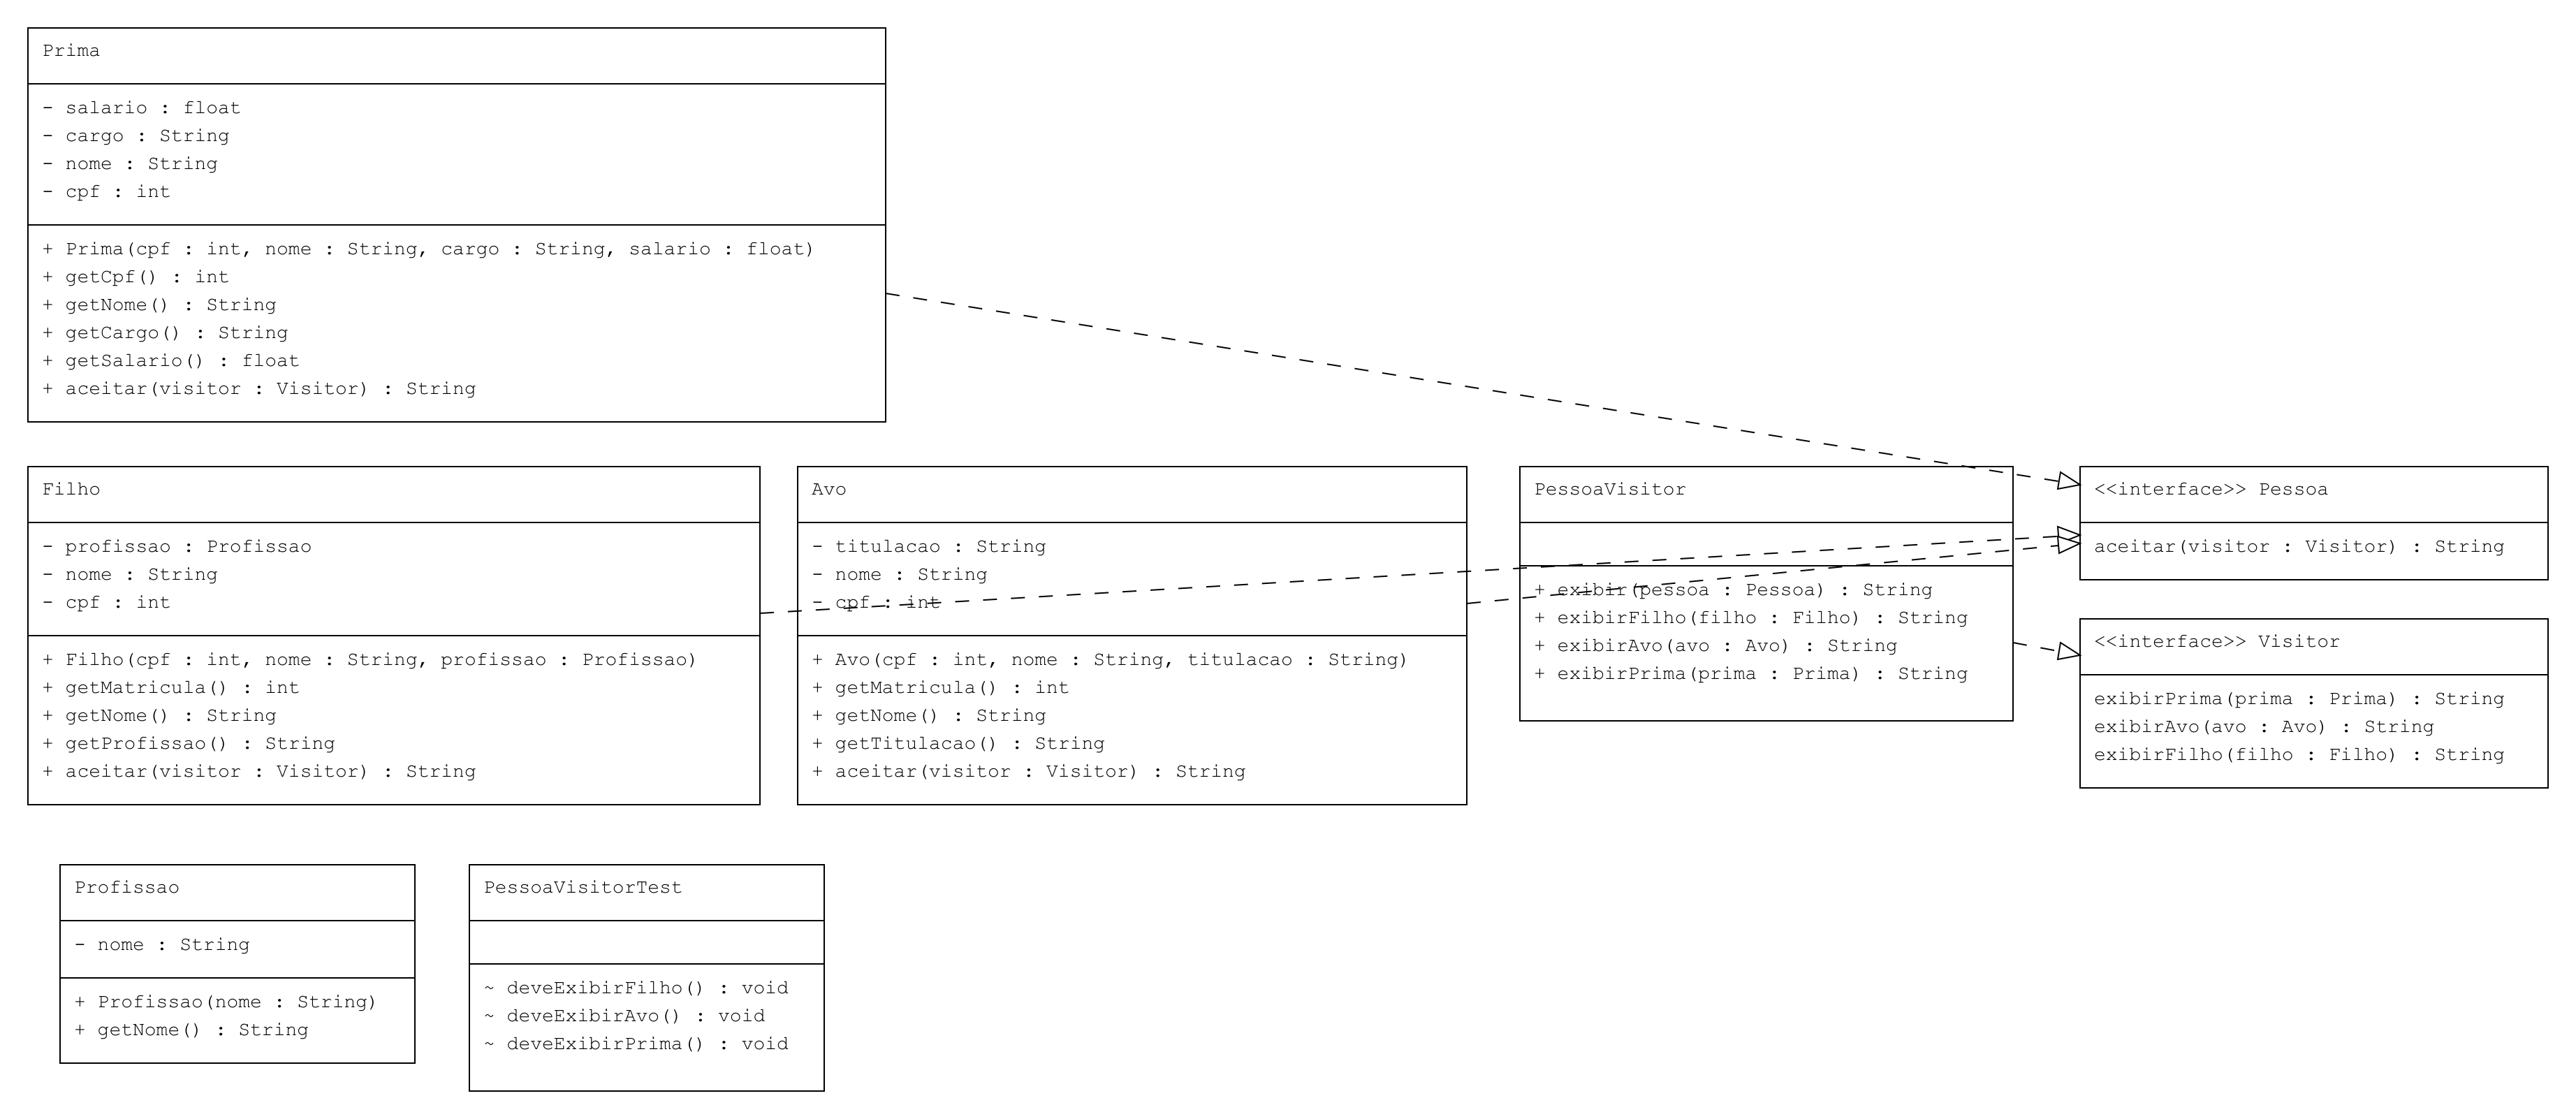 Prima
- salario : float
- cargo : String
- nome : String
- cpf : int
+ Prima(cpf : int, nome : String, cargo : String, salario : float)
+ getCpf() : int
+ getNome() : String
+ getCargo() : String
+ getSalario() : float
+ aceitar(visitor : Visitor) : String
Filho
- profissao : Profissao
- nome : String
- cpf : int
+ Filho(cpf : int, nome : String, profissao : Profissao)
+ getMatricula() : int
+ getNome() : String
+ getProfissao() : String
+ aceitar(visitor : Visitor) : String
Avo
- titulacao : String
- nome : String
- cpf : int
+ Avo(cpf : int, nome : String, titulacao : String)
+ getMatricula() : int
+ getNome() : String
+ getTitulacao() : String
+ aceitar(visitor : Visitor) : String
PessoaVisitor
+ exibir(pessoa : Pessoa) : String
+ exibirFilho(filho : Filho) : String
+ exibirAvo(avo : Avo) : String
+ exibirPrima(prima : Prima) : String
<<interface>> Pessoa
aceitar(visitor : Visitor) : String
<<interface>> Visitor
exibirPrima(prima : Prima) : String
exibirAvo(avo : Avo) : String
exibirFilho(filho : Filho) : String
Profissao
- nome : String
+ Profissao(nome : String)
+ getNome() : String
PessoaVisitorTest
~ deveExibirFilho() : void
~ deveExibirAvo() : void
~ deveExibirPrima() : void